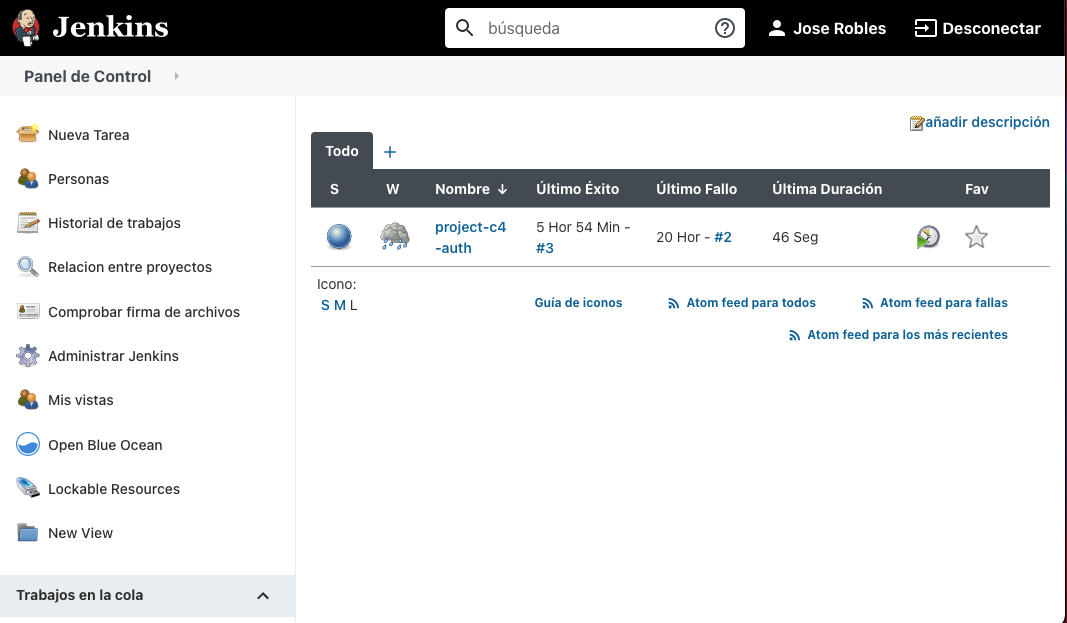 Jenkins
búsqueda
Jose Robles
Desconectar
Panel de Control
Nueva Tarea
Personas
Historial de trabajos
Relacion entre proyectos
Comprobar firma de archivos
Administrar Jenkins
Mis vistas
Open Blue Ocean
Lockable Resources
New View
Trabajos en la cola
añadir descripción
Todo +
S W Nombre ↓ Último Éxito Último Fallo Última Duración Fav
project-c4
-auth
5 Hor 54 Min -
#3
20 Hor - #2
46 Seg
Icono:
S M L
Guía de iconos
Atom feed para todos
Atom feed para fallas
Atom feed para los más recientes